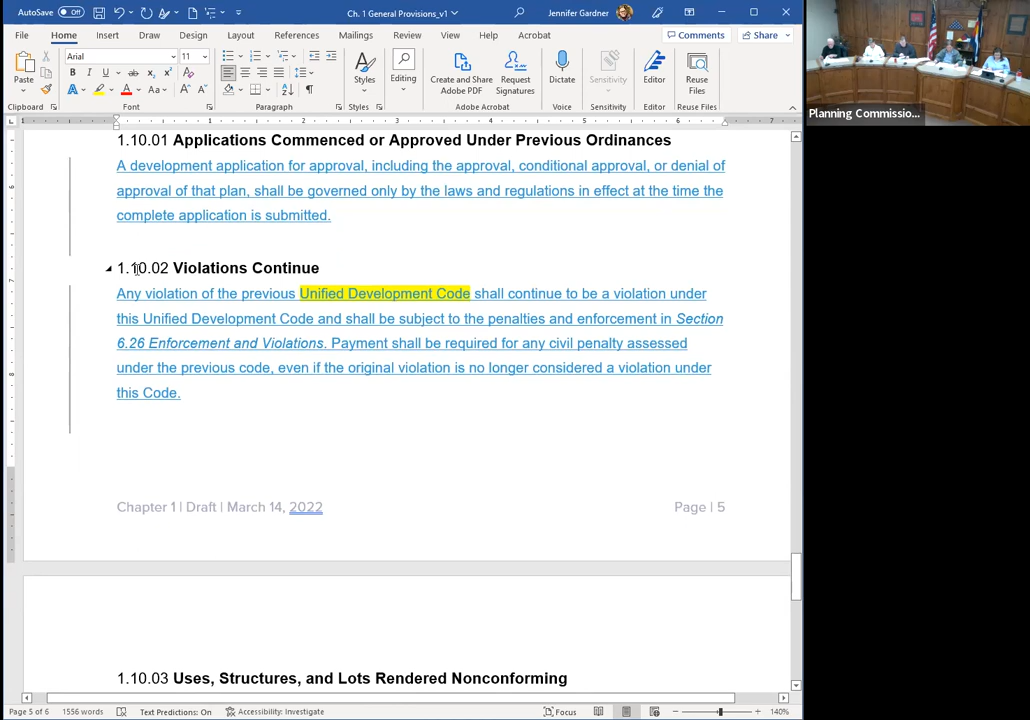 AutoSave Off Ch. 1 General Provisions_v1 Jennifer Gardner
File Home Insert Draw Design Layout References Mailings Review View Help Acrobat Comments Share
Arial 11
Paste
Styles
Editing
Create and Share Adobe PDF
Request Signatures
Dictate
Sensitivity
Editor
Reuse Files
Clipboard Font Paragraph Styles Adobe Acrobat Voice Sensitivity Editor Reuse Files
Planning Commissio...
1.10.01 Applications Commenced or Approved Under Previous Ordinances
A development application for approval, including the approval, conditional approval, or denial of
approval of that plan, shall be governed only by the laws and regulations in effect at the time the
complete application is submitted.
1.10.02 Violations Continue
Any violation of the previous Unified Development Code shall continue to be a violation under
this Unified Development Code and shall be subject to the penalties and enforcement in Section
6.26 Enforcement and Violations. Payment shall be required for any civil penalty assessed
under the previous code, even if the original violation is no longer considered a violation under
this Code.
Chapter 1 | Draft | March 14, 2022 Page | 5
1.10.03 Uses, Structures, and Lots Rendered Nonconforming
Page 5 of 6 1556 words Text Predictions: On Accessibility: Investigate Focus 140%